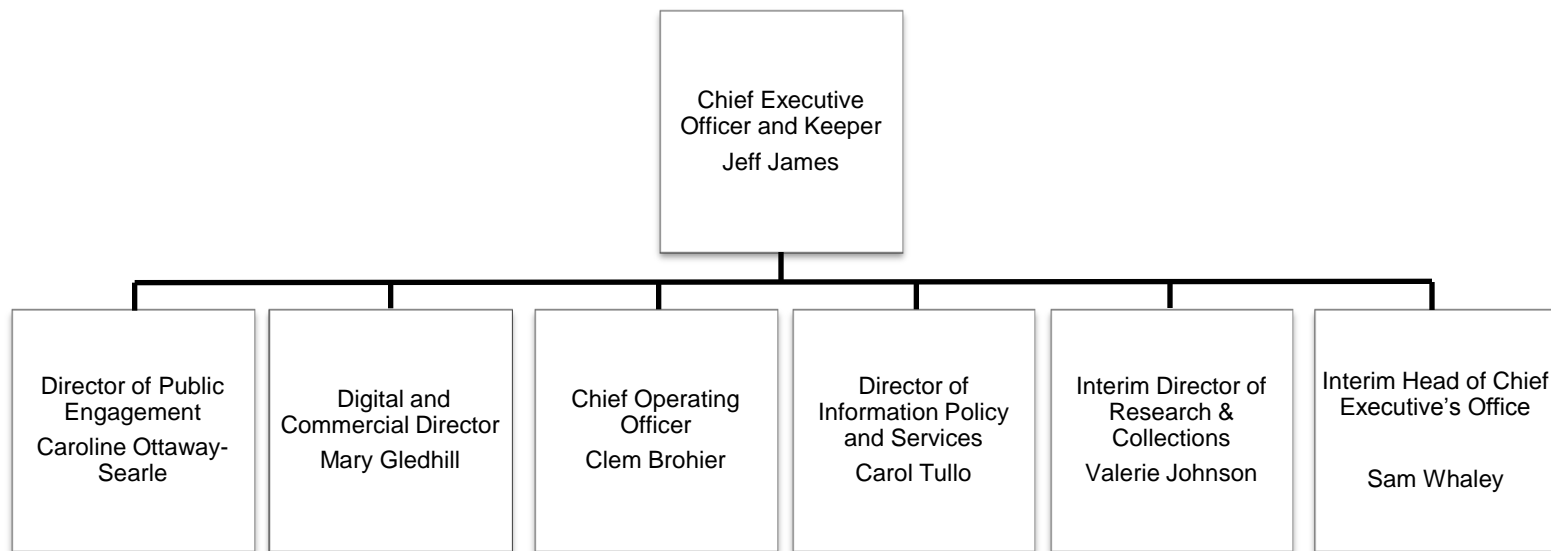 Chief Executive
Officer and Keeper
Jeff James
Director of Public
Engagement
Caroline Ottaway-
Searle
Digital and
Commercial Director
Mary Gledhill
Chief Operating
Officer
Clem Brohier
Director of
Information Policy
and Services
Carol Tullo
Interim Director of
Research &
Collections
Valerie Johnson
Interim Head of Chief
Executive’s Office
Sam Whaley